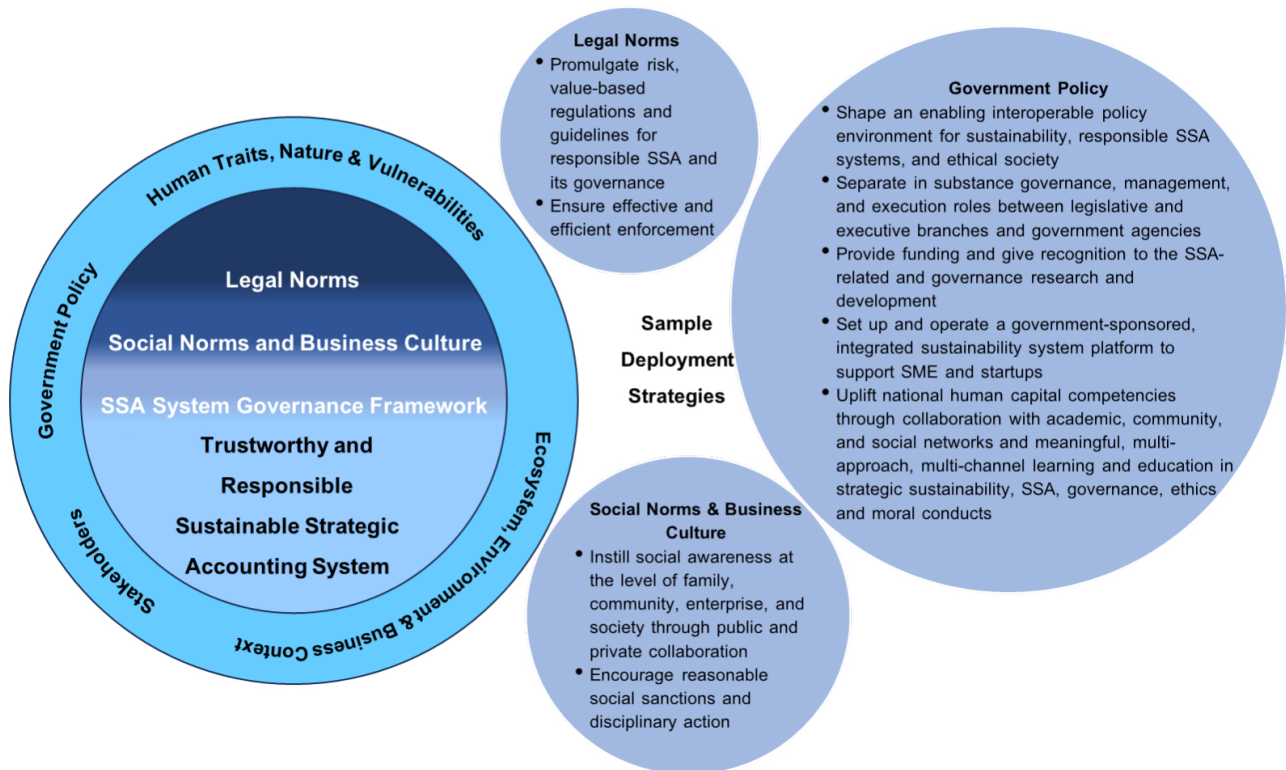 Human Traits, Nature & Vulnerabilities
Government Policy
Stakeholders
Ecosystem, Environment & Business Context
Legal Norms
Social Norms and Business Culture
SSA System Governance Framework
Trustworthy and
Responsible
Sustainable Strategic
Accounting System
Legal Norms
• Promulgate risk,
value-based
regulations and
guidelines for
responsible SSA and
its governance
• Ensure effective and
efficient enforcement
Sample
Deployment
Strategies
Government Policy
• Shape an enabling interoperable policy
environment for sustainability, responsible SSA
systems, and ethical society
• Separate in substance governance, management,
and execution roles between legislative and
executive branches and government agencies
• Provide funding and give recognition to the SSA-
related and governance research and
development
• Set up and operate a government-sponsored,
integrated sustainability system platform to
support SME and startups
• Uplift national human capital competencies
through collaboration with academic, community,
and social networks and meaningful, multi-
approach, multi-channel learning and education in
strategic sustainability, SSA, governance, ethics
and moral conducts
Social Norms & Business
Culture
• Instill social awareness at
the level of family,
community, enterprise, and
society through public and
private collaboration
• Encourage reasonable
social sanctions and
disciplinary action